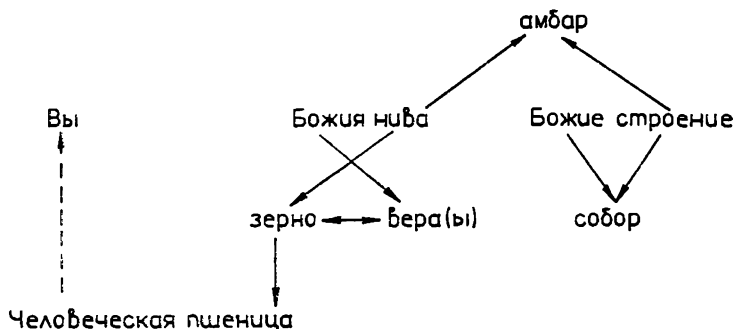 амбар
Вы Божия нива Божие строение
зерно вера(ы) собор
Человеческая пшеница